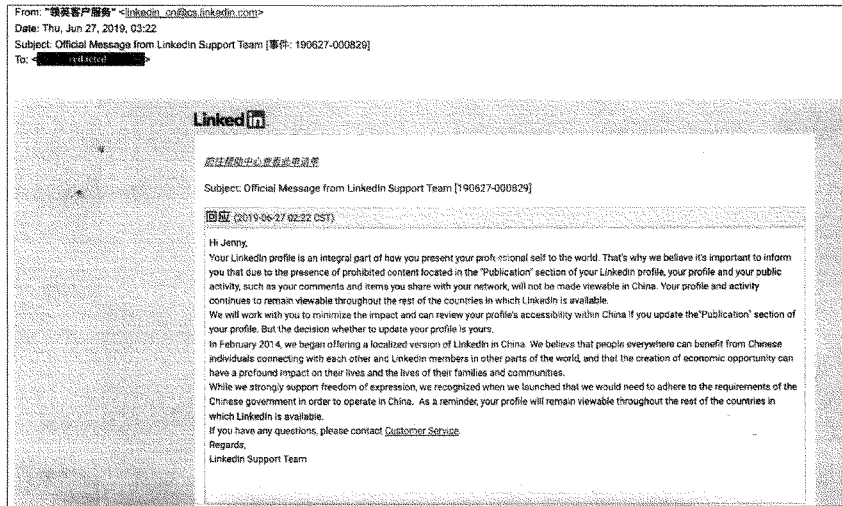 From: "领英客户服务" <linkedin_cn@cs.linkedin.com>
Date: Thu, Jun 27, 2019, 03:22
Subject: Official Message from LinkedIn Support Team [事件: 190627-000829]
To: < redacted >
Linked in
前往帮助中心查看此申请单
Subject: Official Message from LinkedIn Support Team [190627-000829]
回应 (2019-06-27 02:22 CST)
Hi Jenny,
Your LinkedIn profile is an integral part of how you present your professional self to the world. That's why we believe it's important to inform
you that due to the presence of prohibited content located in the "Publication" section of your LinkedIn profile, your profile and your public
activity, such as your comments and items you share with your network, will not be made viewable in China. Your profile and activity
continues to remain viewable throughout the rest of the countries in which LinkedIn is available.
We will work with you to minimize the impact and can review your profile's accessibility within China if you update the"Publication" section of
your profile. But the decision whether to update your profile is yours.
In February 2014, we began offering a localized version of LinkedIn in China. We believe that people everywhere can benefit from Chinese
individuals connecting with each other and LinkedIn members in other parts of the world, and that the creation of economic opportunity can
have a profound impact on their lives and the lives of their families and communities.
While we strongly support freedom of expression, we recognized when we launched that we would need to adhere to the requirements of the
Chinese government in order to operate in China. As a reminder, your profile will remain viewable throughout the rest of the countries in
which LinkedIn is available.
If you have any questions, please contact Customer Service.
Regards,
LinkedIn Support Team